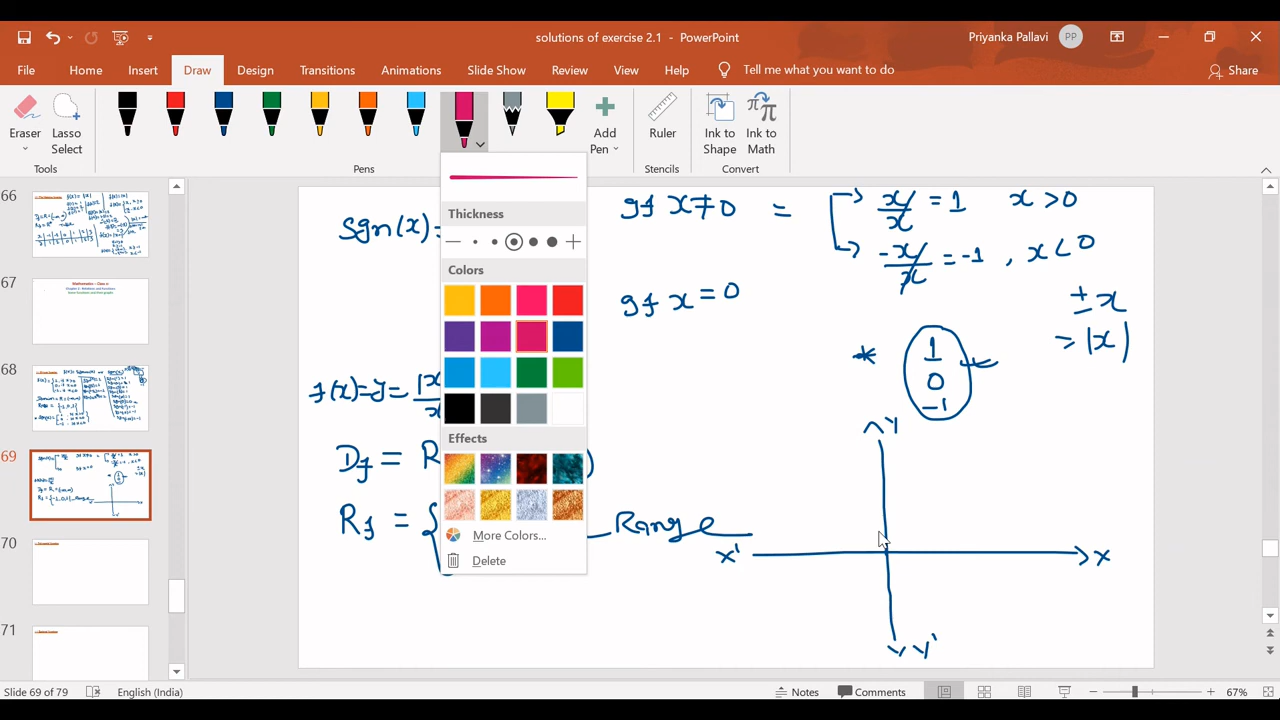 solutions of exercise 2.1 - PowerPoint
Priyanka Pallavi PP
File Home Insert Draw Design Transitions Animations Slide Show Review View Help Tell me what you want to do Share
Eraser Lasso Select
Add Pen
Ruler
Ink to Shape Ink to Math
Tools Pens Stencils Convert
Thickness
Colors
Effects
More Colors...
Delete
66
67
68
69
70
71
Sgn(x)=
If x≠0 = x/x = 1 x > 0
-x/x = -1 , x < 0
If x = 0
± x
> |x|
* 1
0
-1
f(x)=y= |x
x
Df = R )
Rf = { Range
Y
X' X
Y'
Slide 69 of 79 English (India) Notes Comments 67%